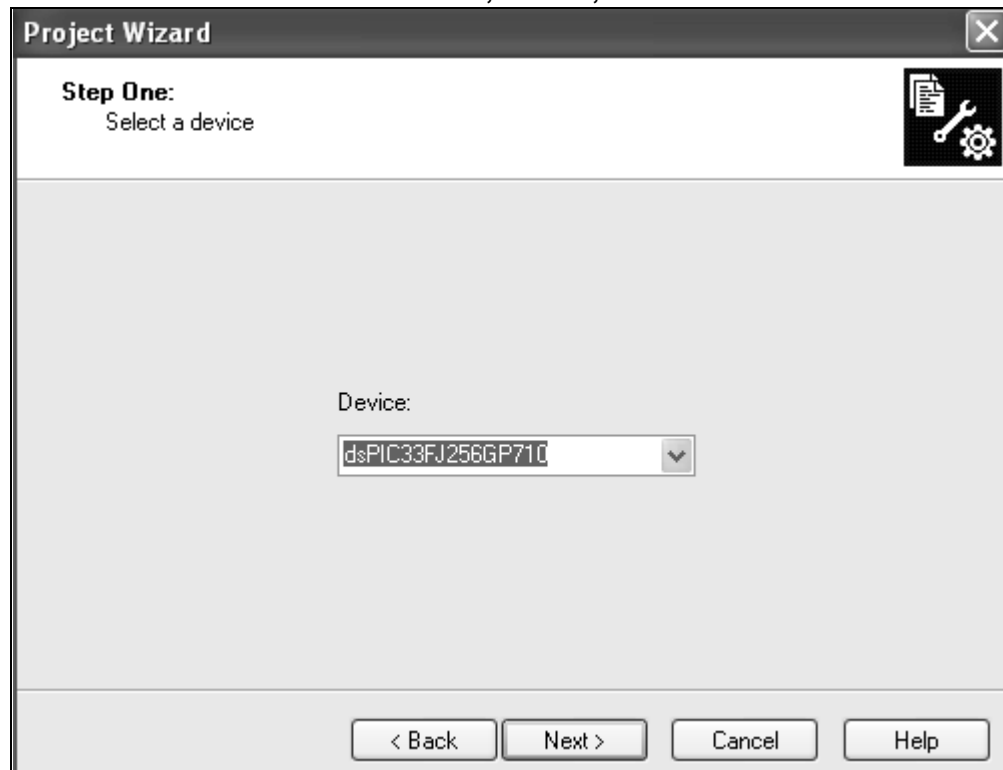 Project Wizard
Step One:
Select a device
Device:
dsPIC33FJ256GP710
< Back Next > Cancel Help